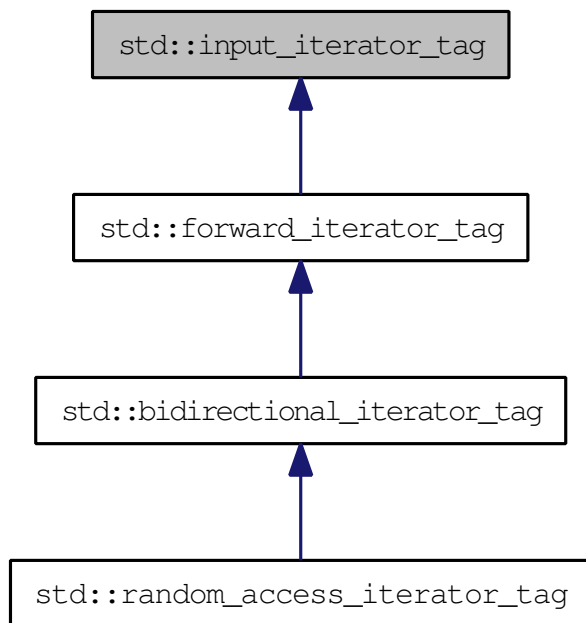 std::input_iterator_tag
std::forward_iterator_tag
std::bidirectional_iterator_tag
std::random_access_iterator_tag